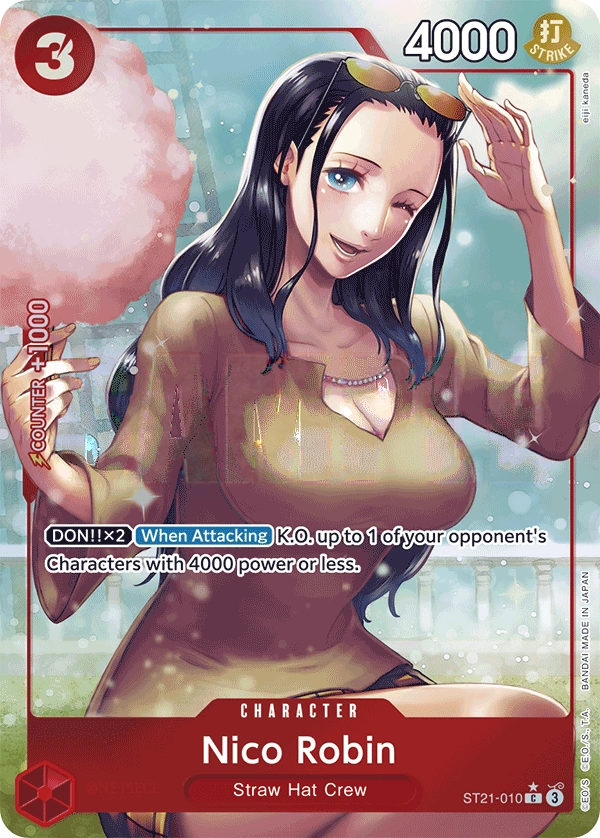 3
4000
打
STRIKE
eiji kaneda
COUNTER +1000
DON!!×2 When Attacking K.O. up to 1 of your opponent's
Characters with 4000 power or less.
CHARACTER
Nico Robin
Straw Hat Crew
ST21-010 ★ C 3
©E.O/S. ©E.O./S., T.A. BANDAI MADE IN JAPAN